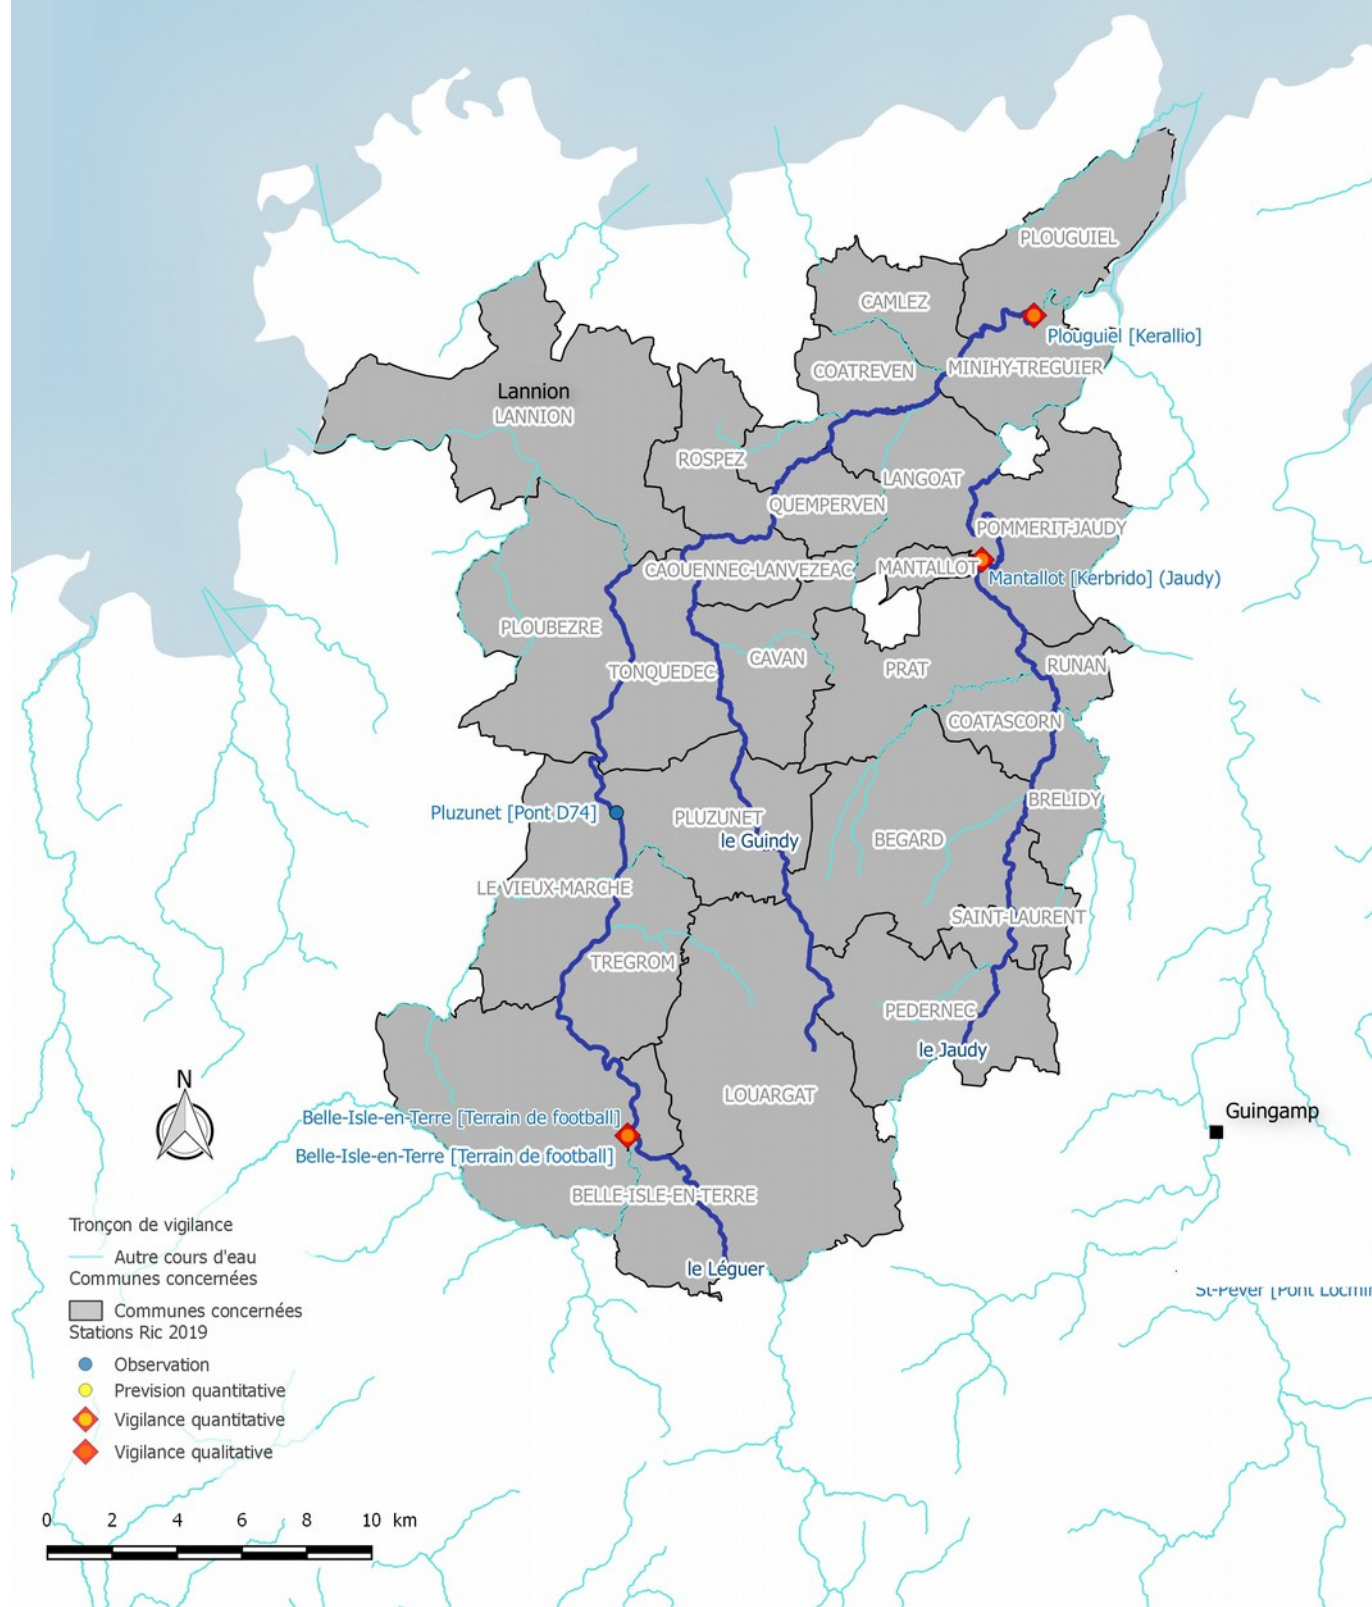 PLOUGUIEL
CAMLEZ
Plouguiel [Kerallio]
COATREVEN
MINIHY-TREGUIER
Lannion
LANNION
ROSPEZ
LANGOAT
QUEMPERVEN
POMMERIT-JAUDY
CAOUENNEC-LANVEZEAC
MANTALLOT
Mantallot [Kerbrido] (Jaudy)
PLOUBEZRE
CAVAN
TONQUEDEC
PRAT
RUNAN
COATASCORN
BRELIDY
Pluzunet [Pont D74]
PLUZUNET
le Guindy
BEGARD
LE VIEUX-MARCHE
SAINT-LAURENT
TREGROM
PEDERNEC
le Jaudy
N
LOUARGAT
Guingamp
Belle-Isle-en-Terre [Terrain de football]
Belle-Isle-en-Terre [Terrain de football]
BELLE-ISLE-EN-TERRE
le Léguer
St-Péver [Pont Locmin
Tronçon de vigilance
Autre cours d'eau
Communes concernées
Communes concernées
Stations Ric 2019
Observation
Prevision quantitative
Vigilance quantitative
Vigilance qualitative
0 2 4 6 8 10 km